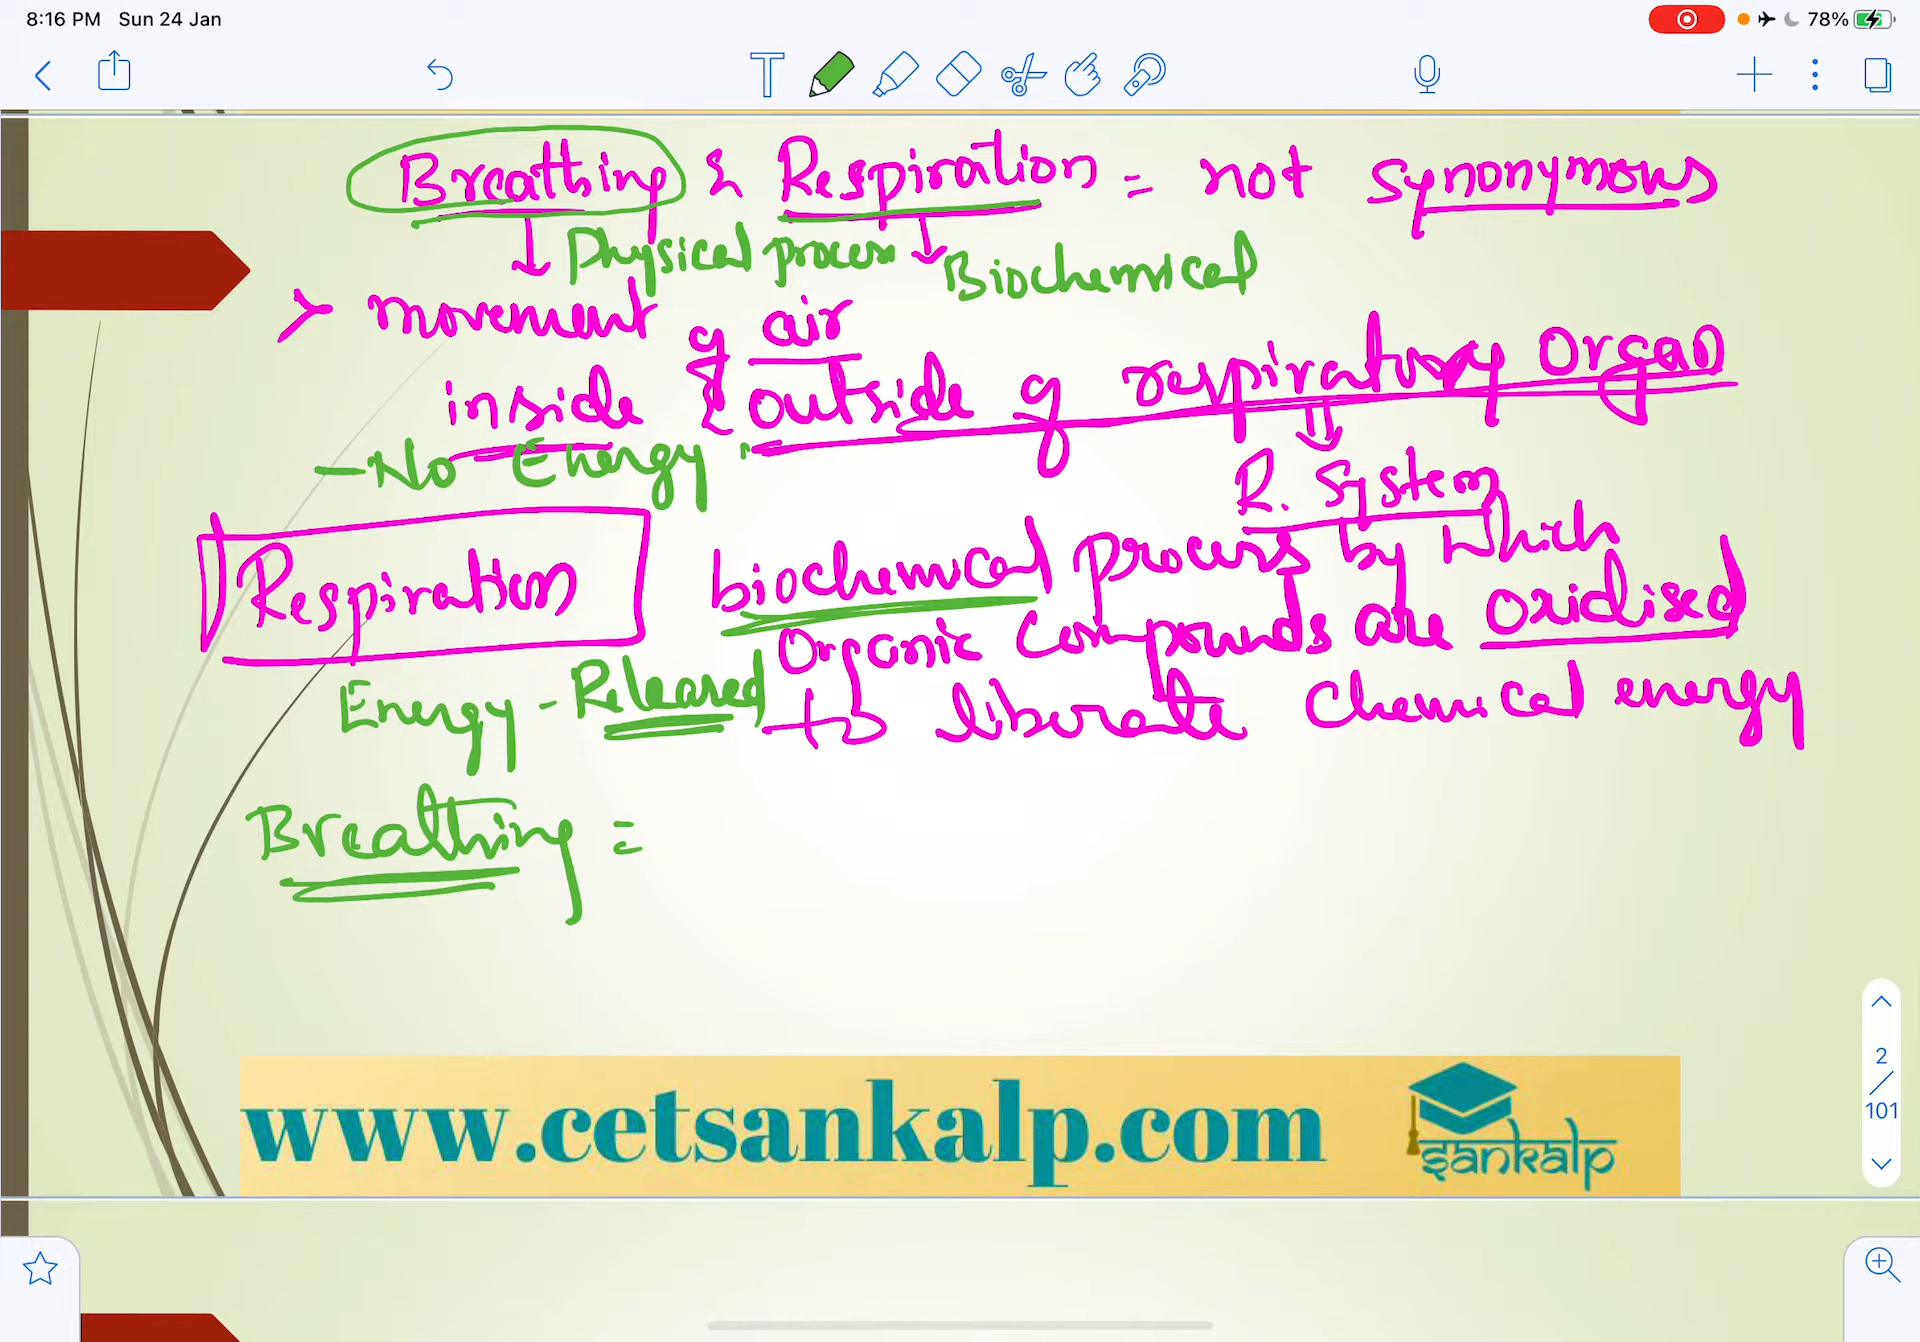 8:16 PM Sun 24 Jan
78%
Breathing & Respiration = not synonymous
Physical process Biochemical
movement of air
inside & outside of respiratory organ
- No Energy
R. System
Respiration biochemical process by which
organic compounds are oxidised
Energy - Released to liberate chemical energy
Breathing =
2
101
www.cetsankalp.com
sankalp